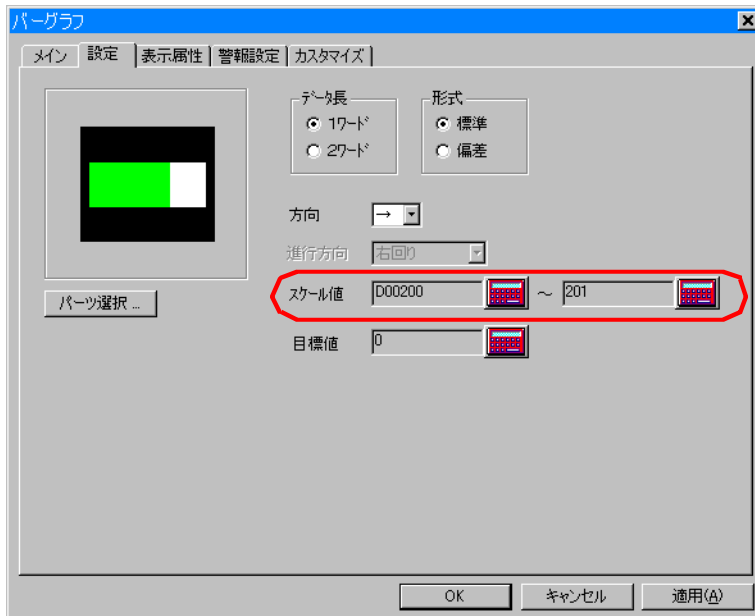 バーグラフ
メイン 設定 表示属性 警報設定 カスタマイズ
データ長 形式
1ワード 標準
2ワード 偏差
方向 →
進行方向 右回り
スケール値 D00200 ～ 201
パーツ選択 ...
目標値 0
OK キャンセル 適用(A)